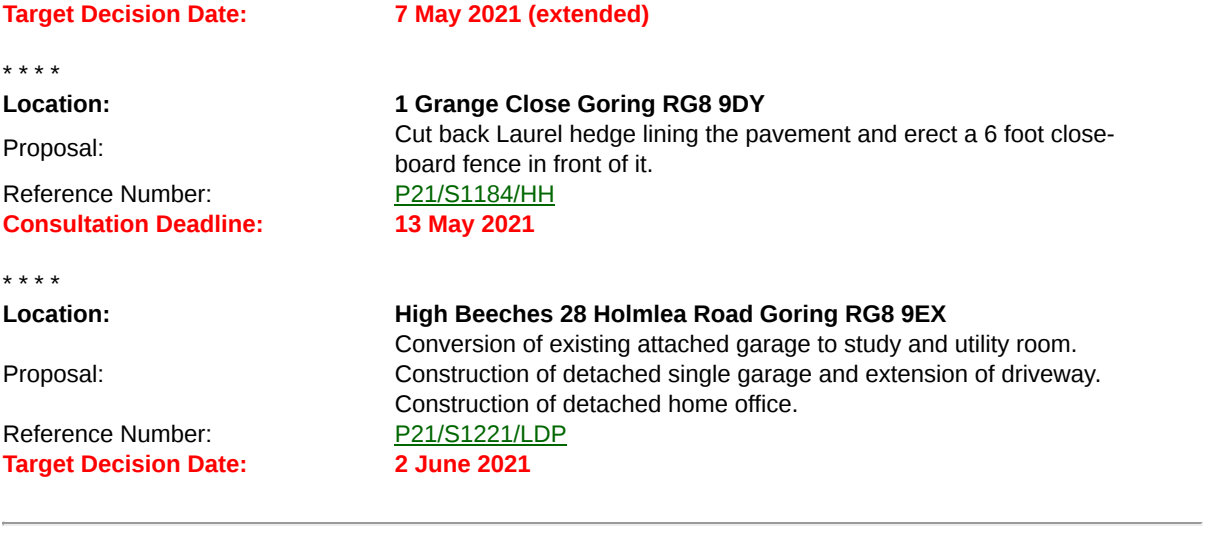 Target Decision Date: 7 May 2021 (extended)
* * * *
Location: 1 Grange Close Goring RG8 9DY
Proposal: Cut back Laurel hedge lining the pavement and erect a 6 foot close-
board fence in front of it.
Reference Number: P21/S1184/HH
Consultation Deadline: 13 May 2021
* * * *
Location: High Beeches 28 Holmlea Road Goring RG8 9EX
Conversion of existing attached garage to study and utility room.
Proposal: Construction of detached single garage and extension of driveway.
Construction of detached home office.
Reference Number: P21/S1221/LDP
Target Decision Date: 2 June 2021